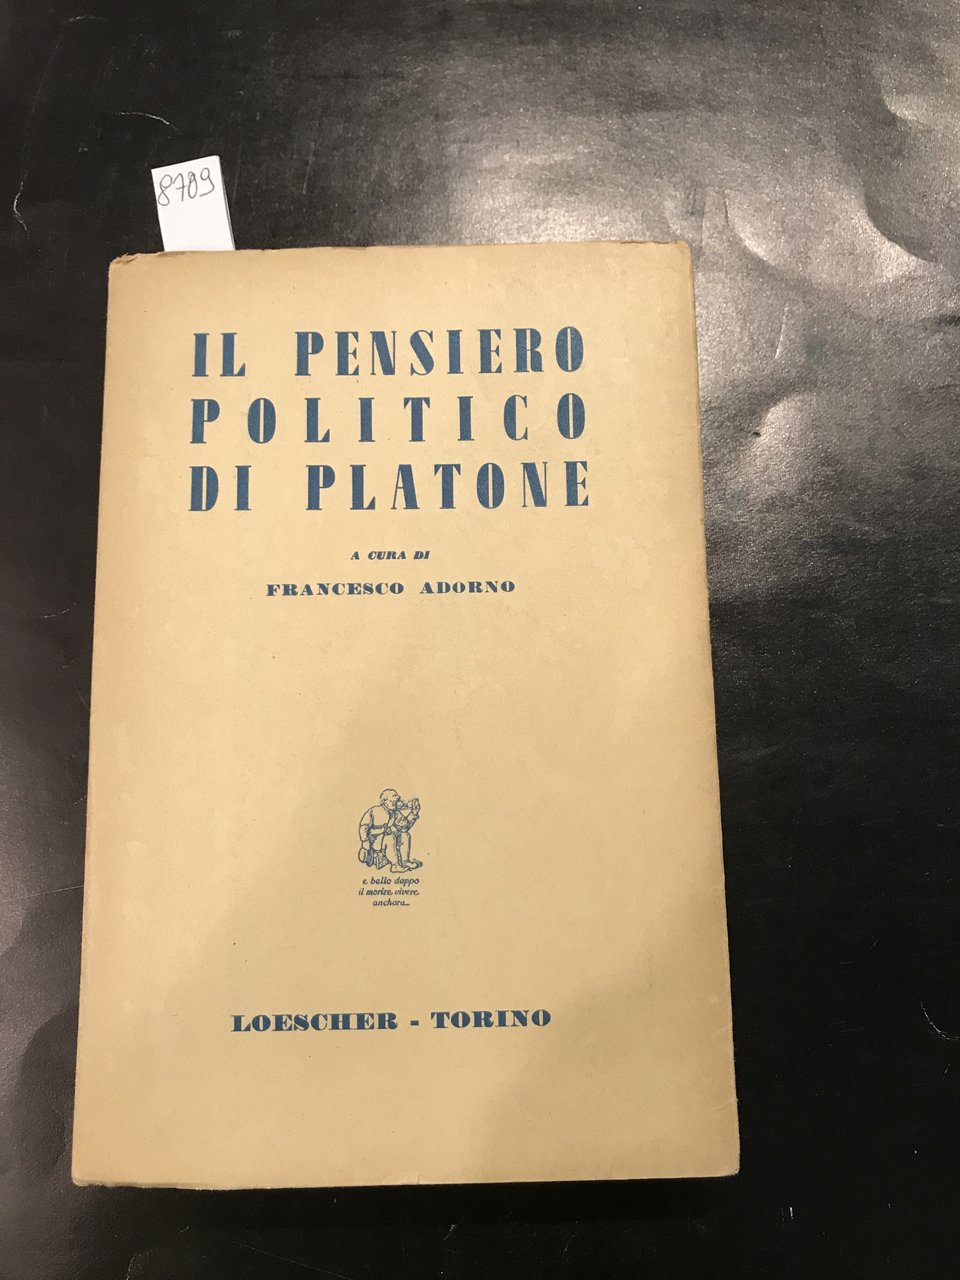 8709
IL PENSIERO
POLITICO
DI PLATONE
A CURA DI
FRANCESCO ADORNO
e bello doppo
il morire vivere
anchora...
LOESCHER - TORINO